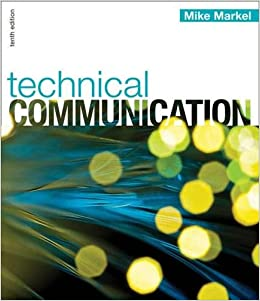 Mike Markel
tenth edition
technical
COMMUNICATION